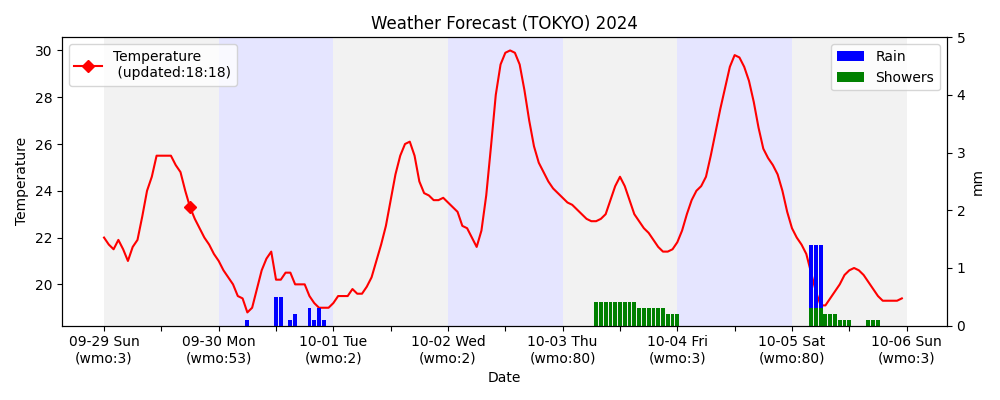 Weather Forecast (TOKYO) 2024
Temperature
(updated:18:18)
Rain
Showers
Temperature
30
28
26
24
22
20
5
4
3
2
1
0
mm
09-29 Sun
(wmo:3)
09-30 Mon
(wmo:53)
10-01 Tue
(wmo:2)
10-02 Wed
(wmo:2)
10-03 Thu
(wmo:80)
10-04 Fri
(wmo:3)
10-05 Sat
(wmo:80)
10-06 Sun
(wmo:3)
Date